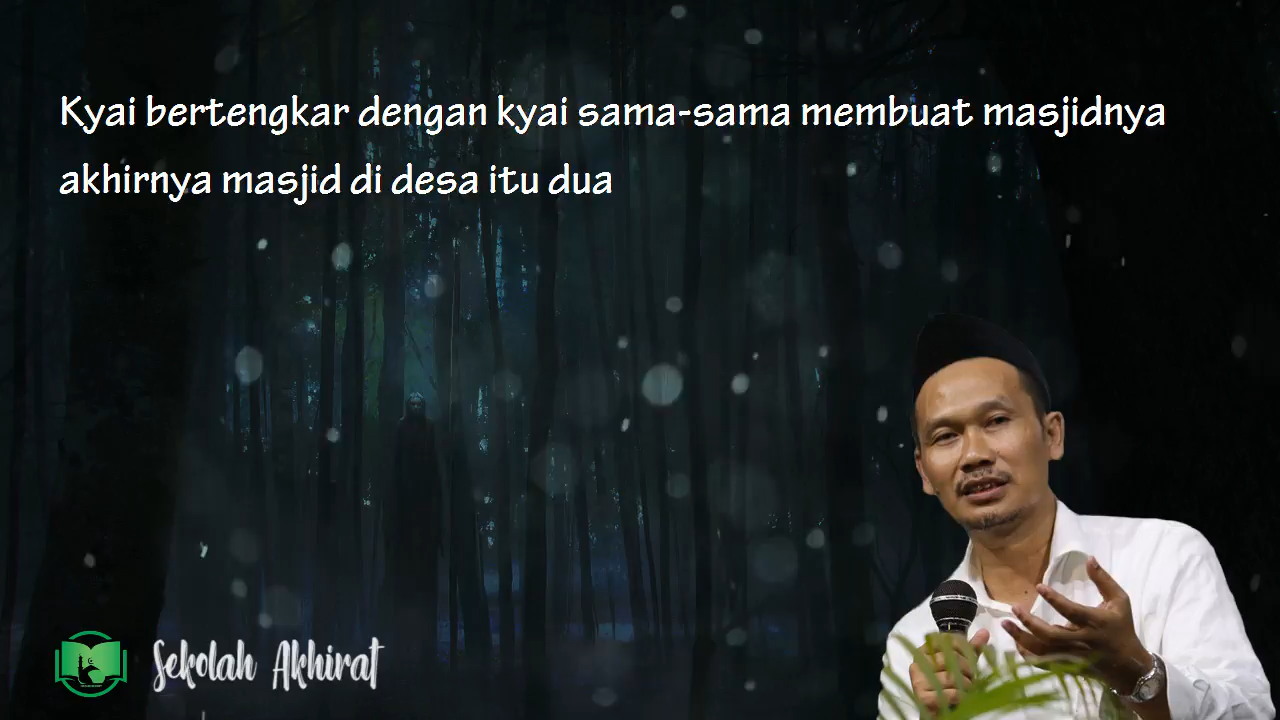 Kyai bertengkar dengan kyai sama-sama membuat masjidnya
akhirnya masjid di desa itu dua
Sekolah Akhirat